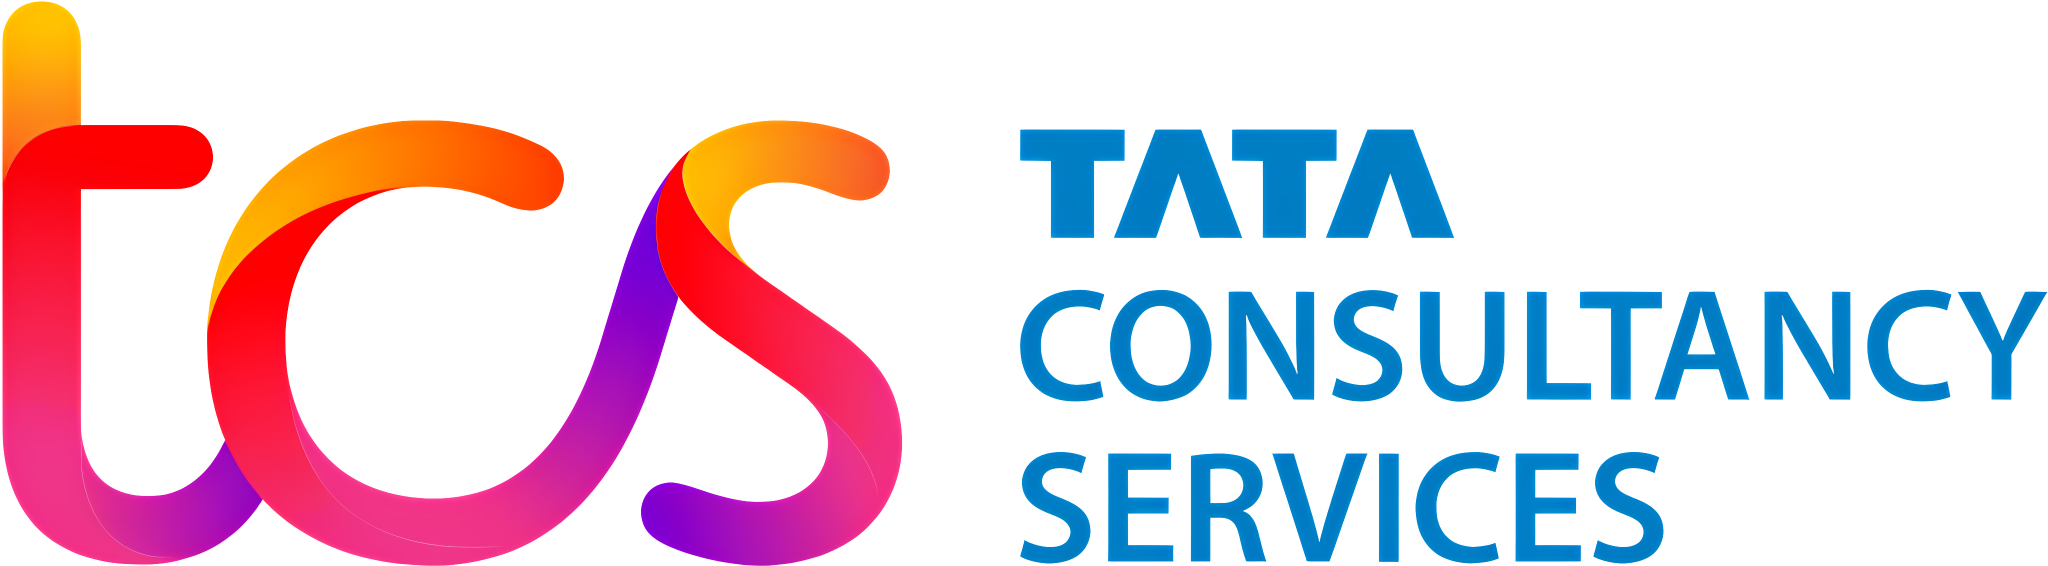 tcs
TATA
CONSULTANCY
SERVICES